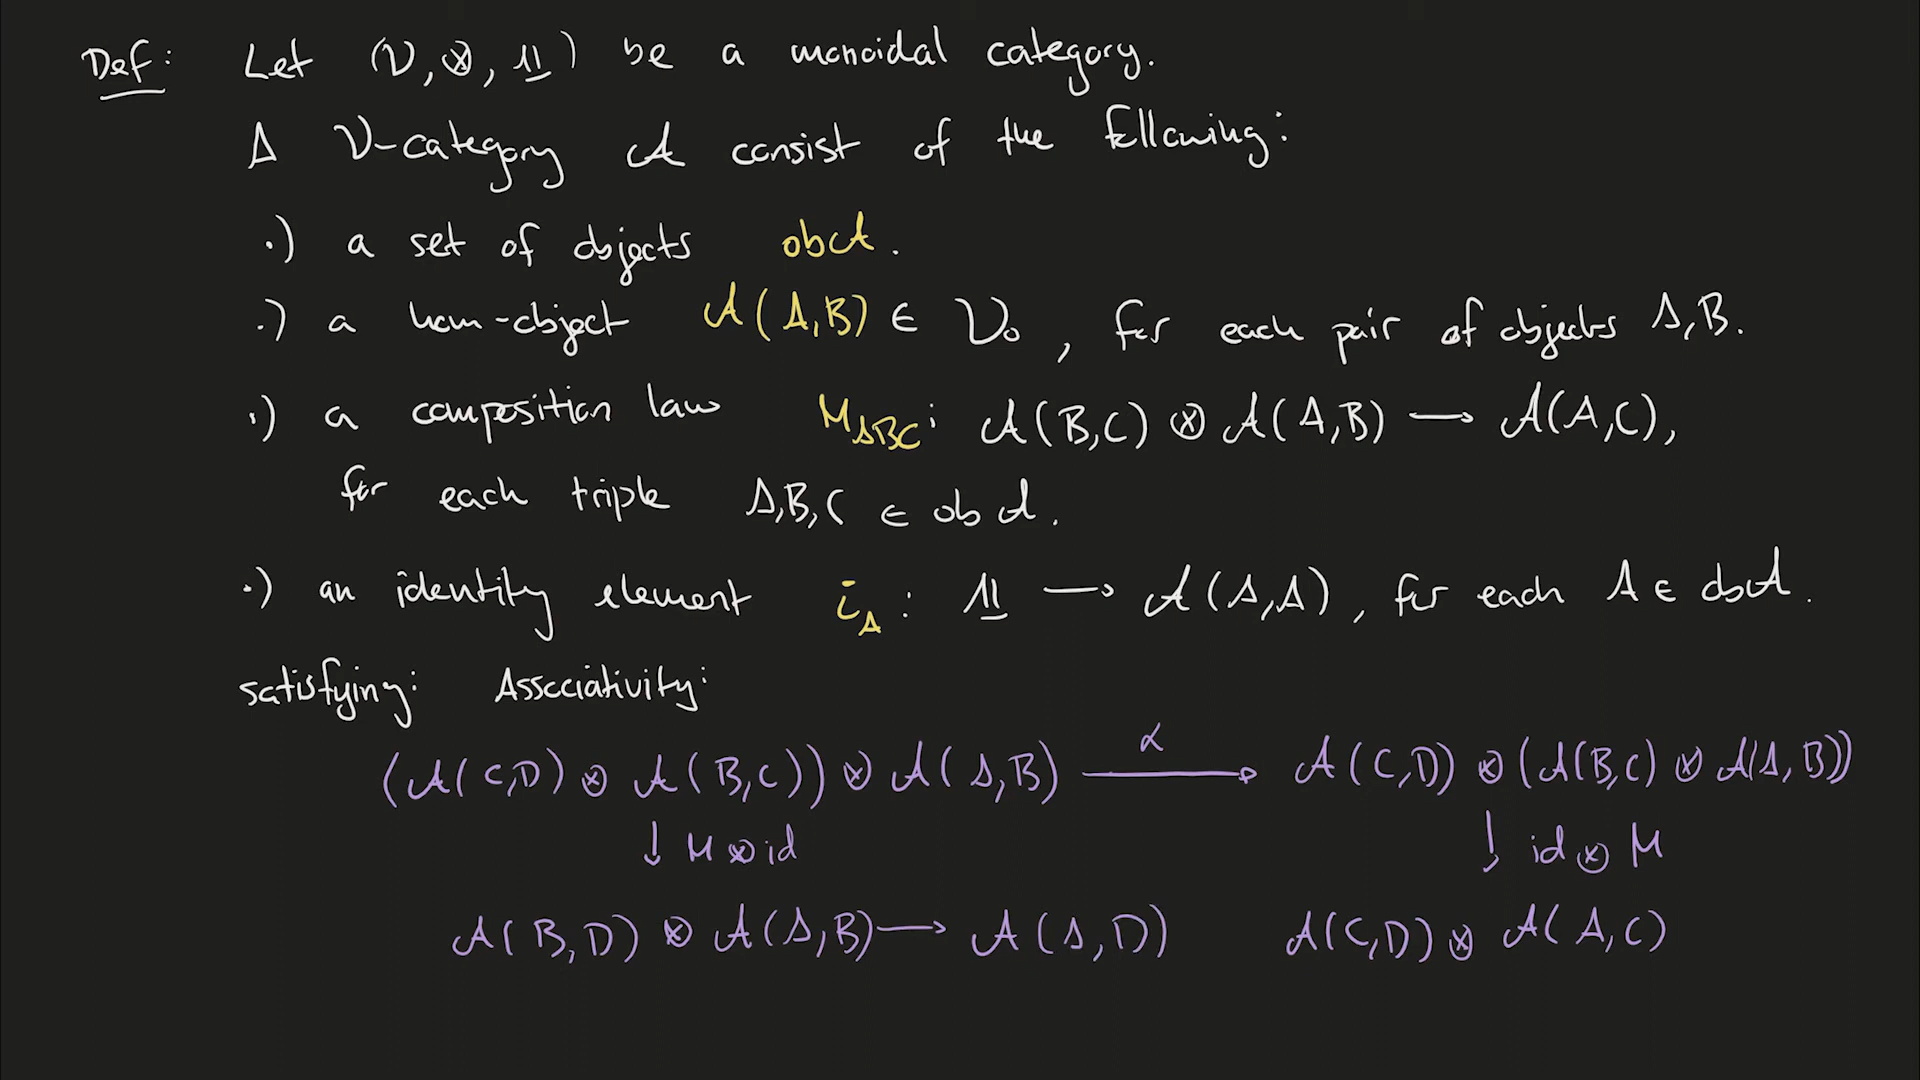 Def: Let (𝒱, ⊗, 𝟙) be a monoidal category.
A 𝒱-category 𝒜 consist of the following:
·) a set of objects ob𝒜.
·) a hom-object 𝒜(A,B) ∈ 𝒱₀, for each pair of objects A,B.
·) a composition law M_ABC: 𝒜(B,C) ⊗ 𝒜(A,B) → 𝒜(A,C),
for each triple A,B,C ∈ ob𝒜.
·) an identity element i_A: 𝟙 → 𝒜(A,A), for each A ∈ ob𝒜.
satisfying: Associativity:
(𝒜(C,D) ⊗ 𝒜(B,C)) ⊗ 𝒜(A,B) →α 𝒜(C,D) ⊗ (𝒜(B,C) ⊗ 𝒜(A,B))
↓ M⊗id ↓ id⊗M
𝒜(B,D) ⊗ 𝒜(A,B) → 𝒜(A,D) 𝒜(C,D) ⊗ 𝒜(A,C)